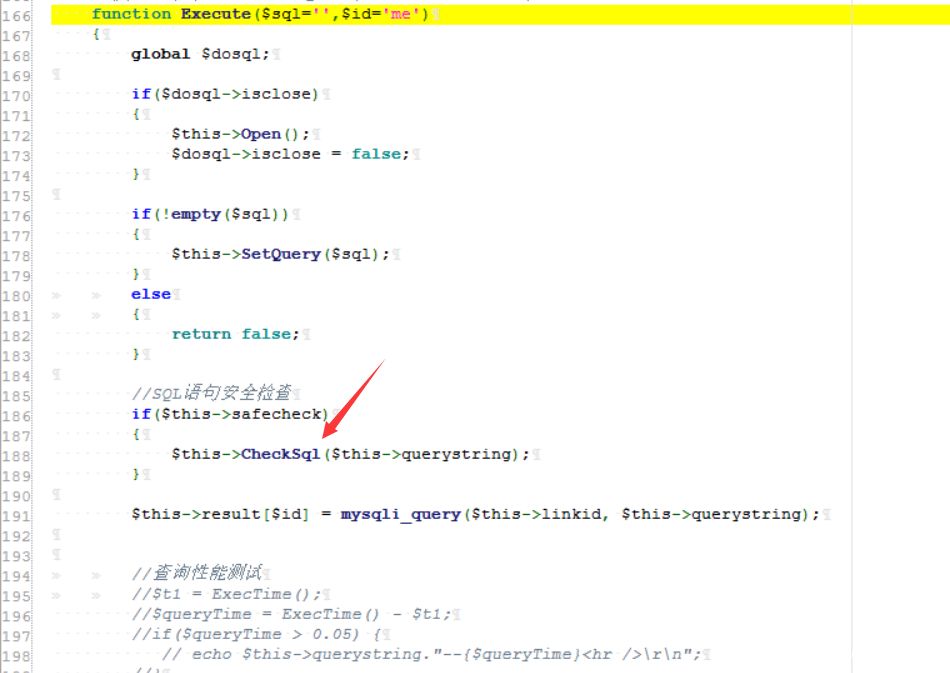 166 function Execute($sql='',$id='me')
167 {
168 global $dosql;
169
170 if($dosql->isclose)
171 {
172 $this->Open();
173 $dosql->isclose = false;
174 }
175
176 if(!empty($sql))
177 {
178 $this->SetQuery($sql);
179 }
180 else
181 {
182 return false;
183 }
184
185 //SQL语句安全检查
186 if($this->safecheck)
187 {
188 $this->CheckSql($this->querystring);
189 }
190
191 $this->result[$id] = mysqli_query($this->linkid, $this->querystring);
192
193
194 //查询性能测试
195 //$t1 = ExecTime();
196 //$queryTime = ExecTime() - $t1;
197 //if($queryTime > 0.05) {
198 // echo $this->querystring."--{$queryTime}<hr />\r\n";